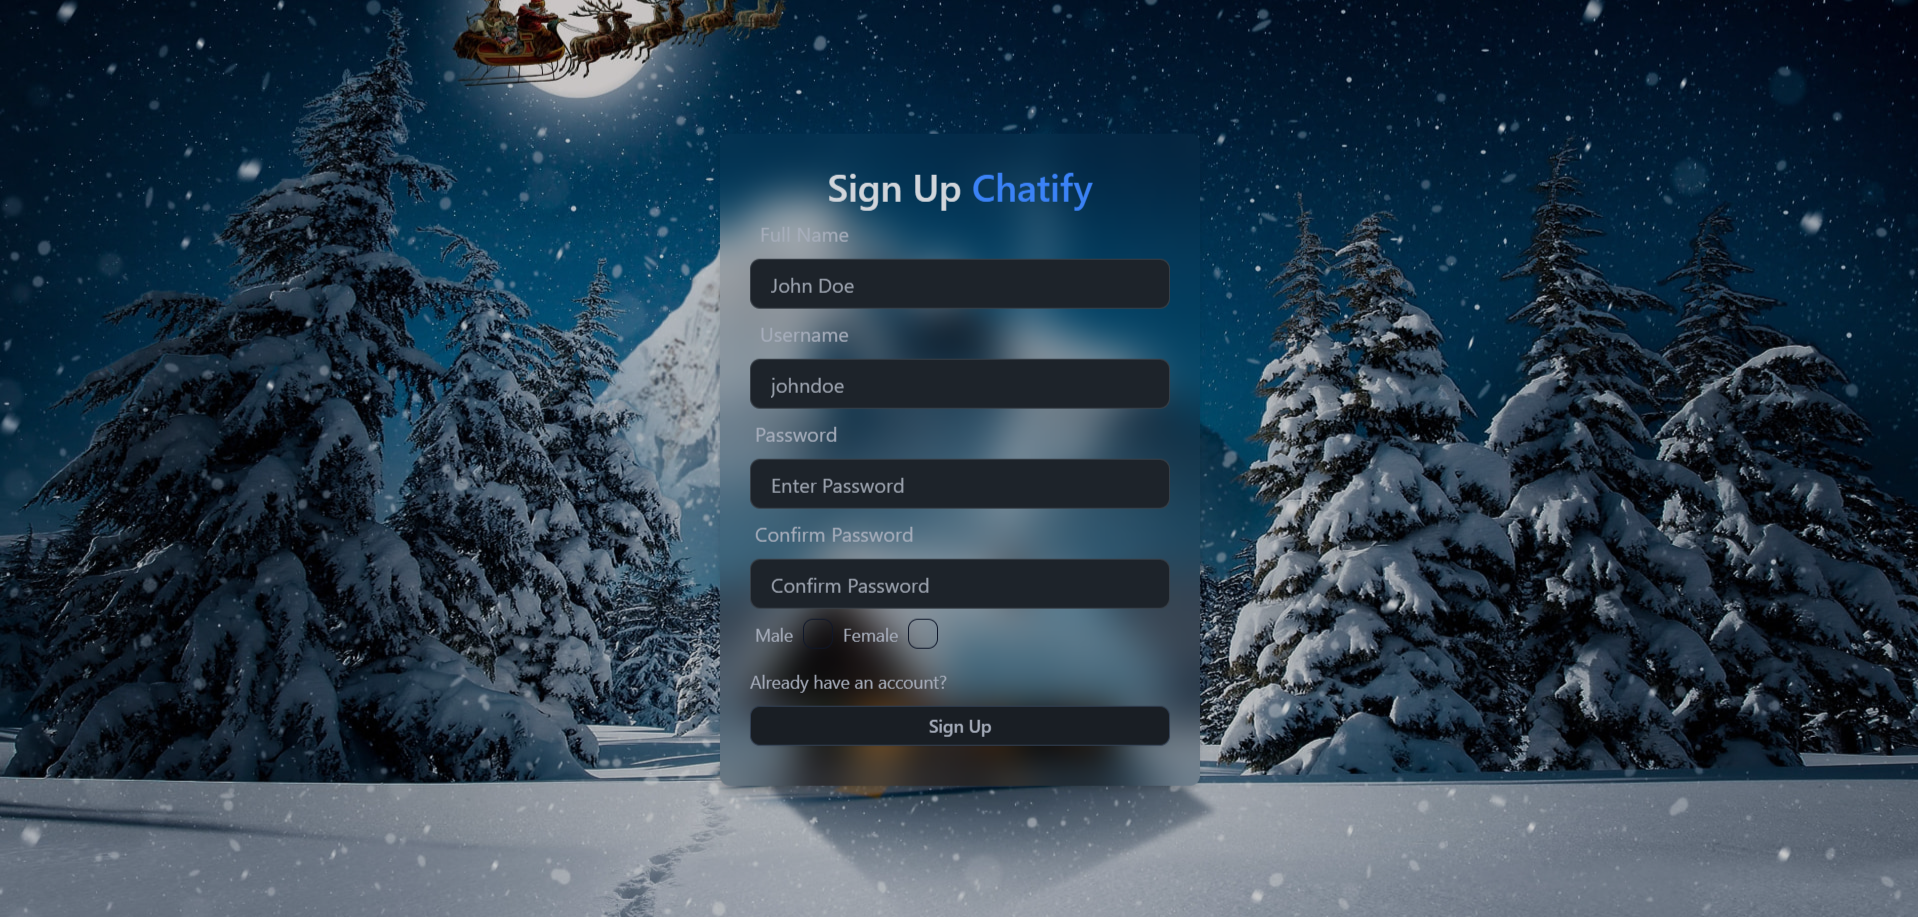 Sign Up Chatify
Full Name
John Doe
Username
johndoe
Password
Enter Password
Confirm Password
Confirm Password
Male Female
Already have an account?
Sign Up